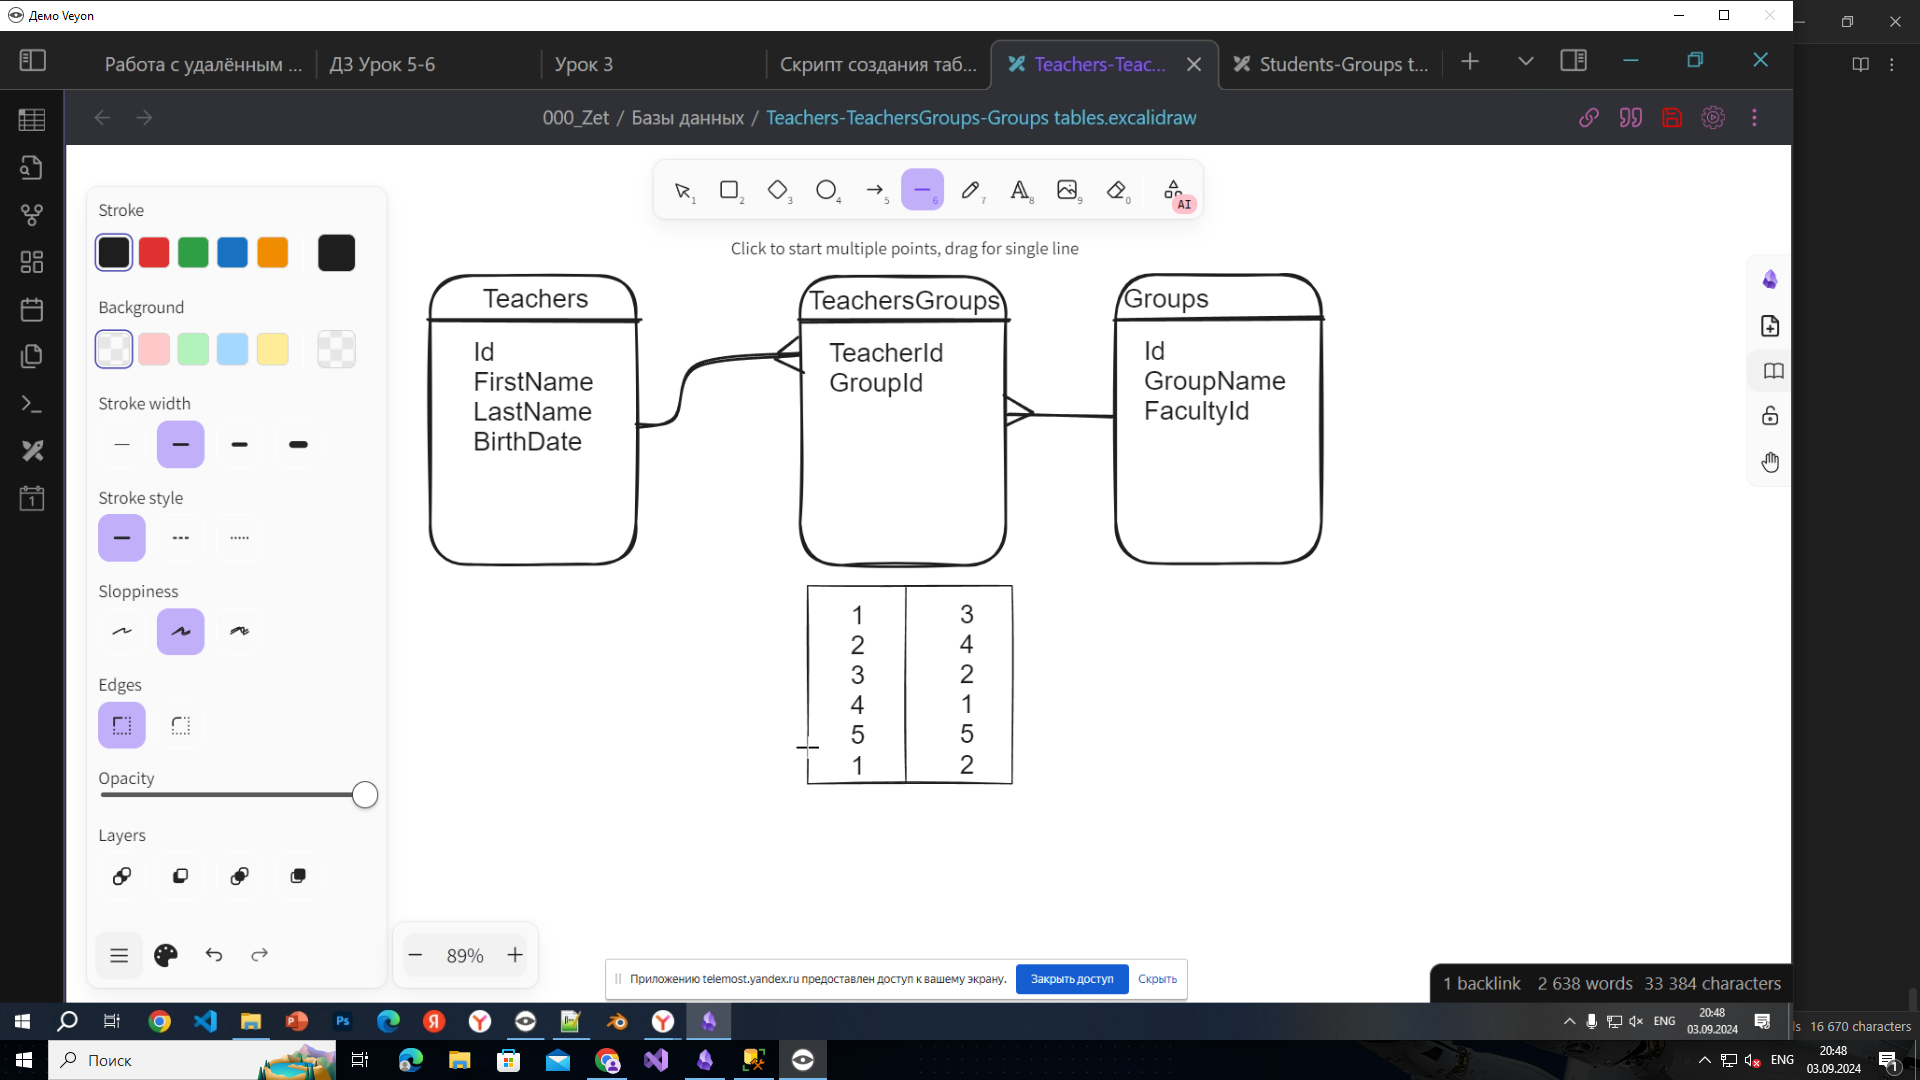 Демо Veyon
Работа с удалённым ...
ДЗ Урок 5-6
Урок 3
Скрипт создания таб...
Teachers-Teac...
Students-Groups t...
000_Zet / Базы данных / Teachers-TeachersGroups-Groups tables.excalidraw
1
2
3
4
5
6
7
8
9
0
AI
Click to start multiple points, drag for single line
Stroke
Background
Stroke width
Stroke style
Sloppiness
Edges
Opacity
Layers
Teachers
Id
FirstName
LastName
BirthDate
TeachersGroups
TeacherId
GroupId
Groups
Id
GroupName
FacultyId
1 3
2 4
3 2
4 1
5 5
1 2
89%
Приложению telemost.yandex.ru предоставлен доступ к вашему экрану.
Закрыть доступ
Скрыть
1 backlink 2 638 words 33 384 characters
ENG
20:48
03.09.2024
16 670 characters
Поиск
ENG
20:48
03.09.2024
1